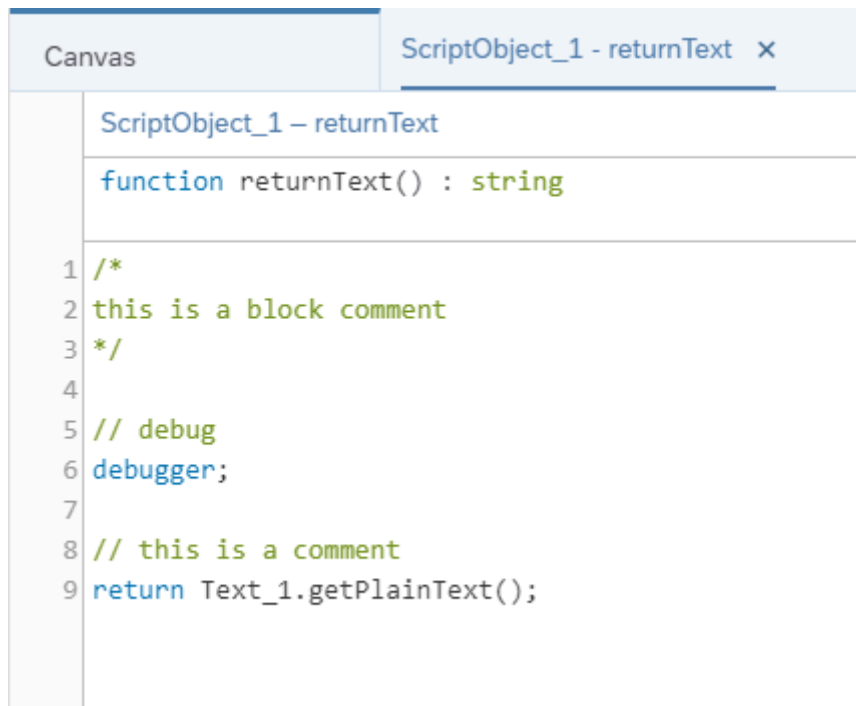 Canvas
ScriptObject_1 - returnText ×
ScriptObject_1 – returnText
function returnText() : string
1 /*
2 this is a block comment
3 */
4
5 // debug
6 debugger;
7
8 // this is a comment
9 return Text_1.getPlainText();